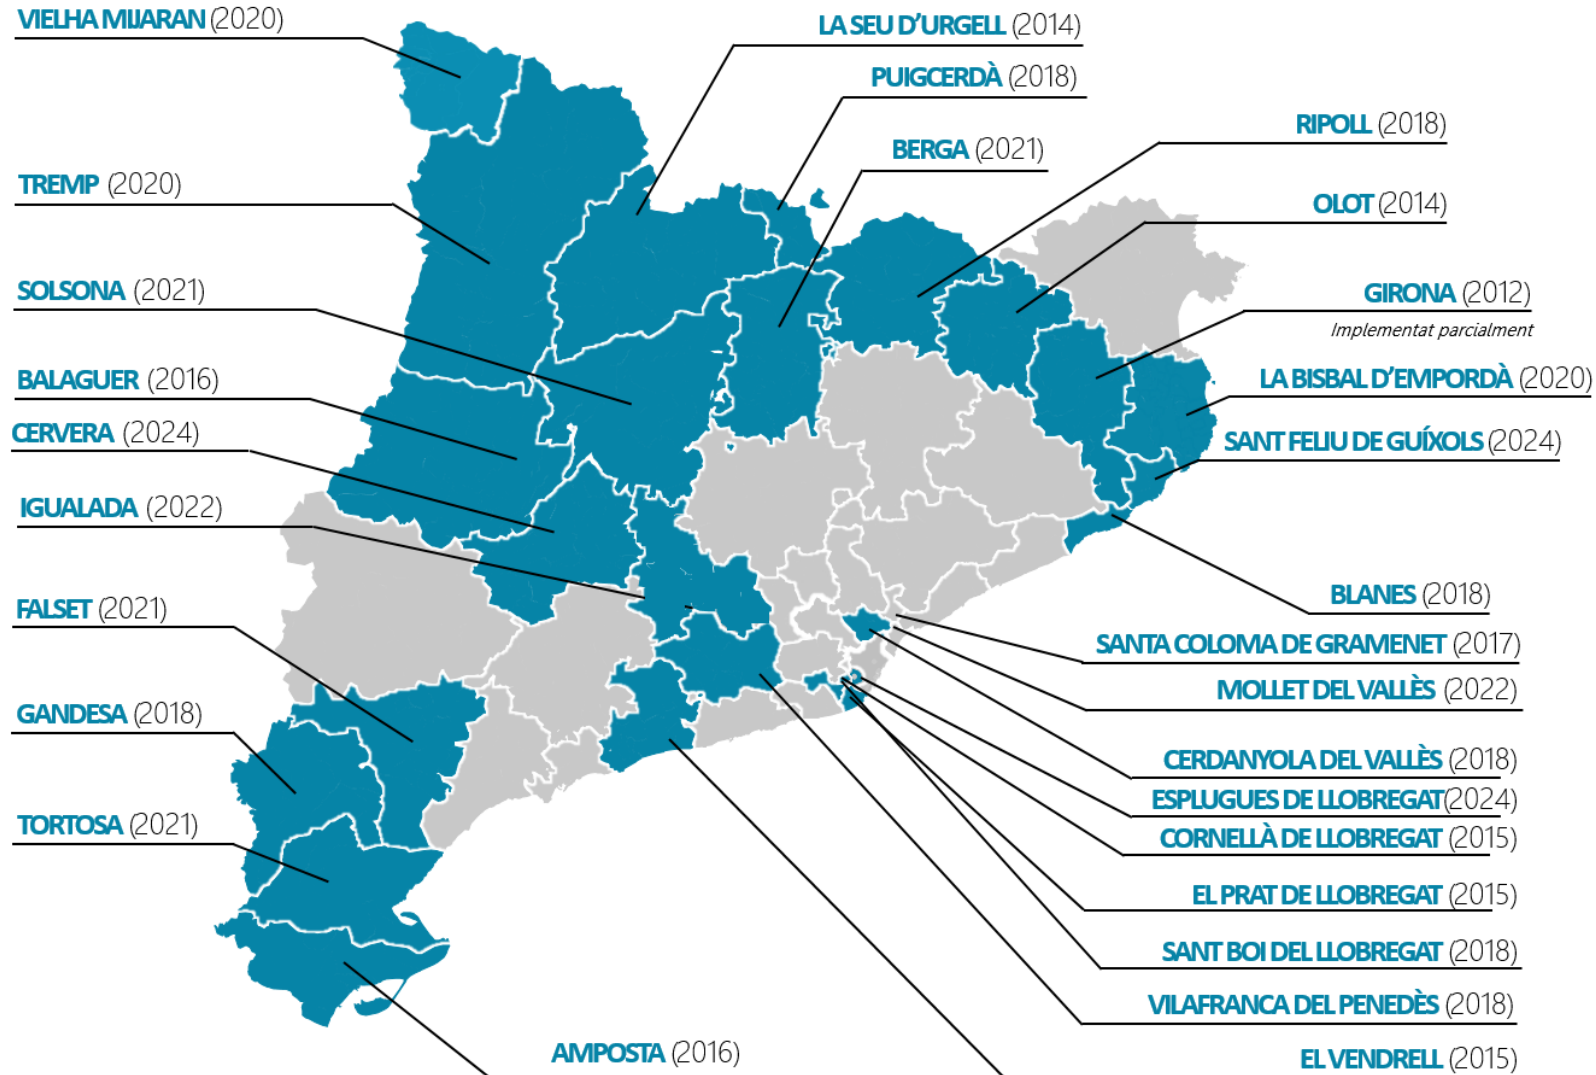 VIELHA MIJARAN (2020)
LA SEU D'URGELL (2014)
PUIGCERDÀ (2018)
RIPOLL (2018)
BERGA (2021)
TREMP (2020)
OLOT (2014)
SOLSONA (2021)
GIRONA (2012)
Implementat parcialment
BALAGUER (2016)
LA BISBAL D'EMPORDÀ (2020)
CERVERA (2024)
SANT FELIU DE GUÍXOLS (2024)
IGUALADA (2022)
BLANES (2018)
FALSET (2021)
SANTA COLOMA DE GRAMENET (2017)
MOLLET DEL VALLÈS (2022)
GANDESA (2018)
CERDANYOLA DEL VALLÈS (2018)
ESPLUGUES DE LLOBREGAT(2024)
TORTOSA (2021)
CORNELLÀ DE LLOBREGAT (2015)
EL PRAT DE LLOBREGAT (2015)
SANT BOI DEL LLOBREGAT (2018)
VILAFRANCA DEL PENEDÈS (2018)
AMPOSTA (2016)
EL VENDRELL (2015)